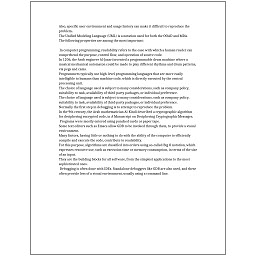 Also, specific user environment and usage history can make it difficult to reproduce the
problem.
The Unified Modeling Language (UML) is a notation used for both the OOAD and MDA.
The following properties are among the most important.
In computer programming, readability refers to the ease with which a human reader can
comprehend the purpose, control flow, and operation of source code.
In 1206, the Arab engineer Al-Jazari invented a programmable drum machine where a
musical mechanical automaton could be made to play different rhythms and drum patterns,
via pegs and cams.
Programmers typically use high-level programming languages that are more easily
intelligible to humans than machine code, which is directly executed by the central
processing unit.
The choice of language used is subject to many considerations, such as company policy,
suitability to task, availability of third-party packages, or individual preference.
The choice of language used is subject to many considerations, such as company policy,
suitability to task, availability of third-party packages, or individual preference.
Normally the first step in debugging is to attempt to reproduce the problem.
In the 9th century, the Arab mathematician Al-Kindi described a cryptographic algorithm
for deciphering encrypted code, in A Manuscript on Deciphering Cryptographic Messages.
Programs were mostly entered using punched cards or paper tape.
Some text editors such as Emacs allow GDB to be invoked through them, to provide a visual
environment.
Many factors, having little or nothing to do with the ability of the computer to efficiently
compile and execute the code, contribute to readability.
For this purpose, algorithms are classified into orders using so-called Big O notation, which
expresses resource use, such as execution time or memory consumption, in terms of the size
of an input.
They are the building blocks for all software, from the simplest applications to the most
sophisticated ones.
Debugging is often done with IDEs. Standalone debuggers like GDB are also used, and these
often provide less of a visual environment, usually using a command line.